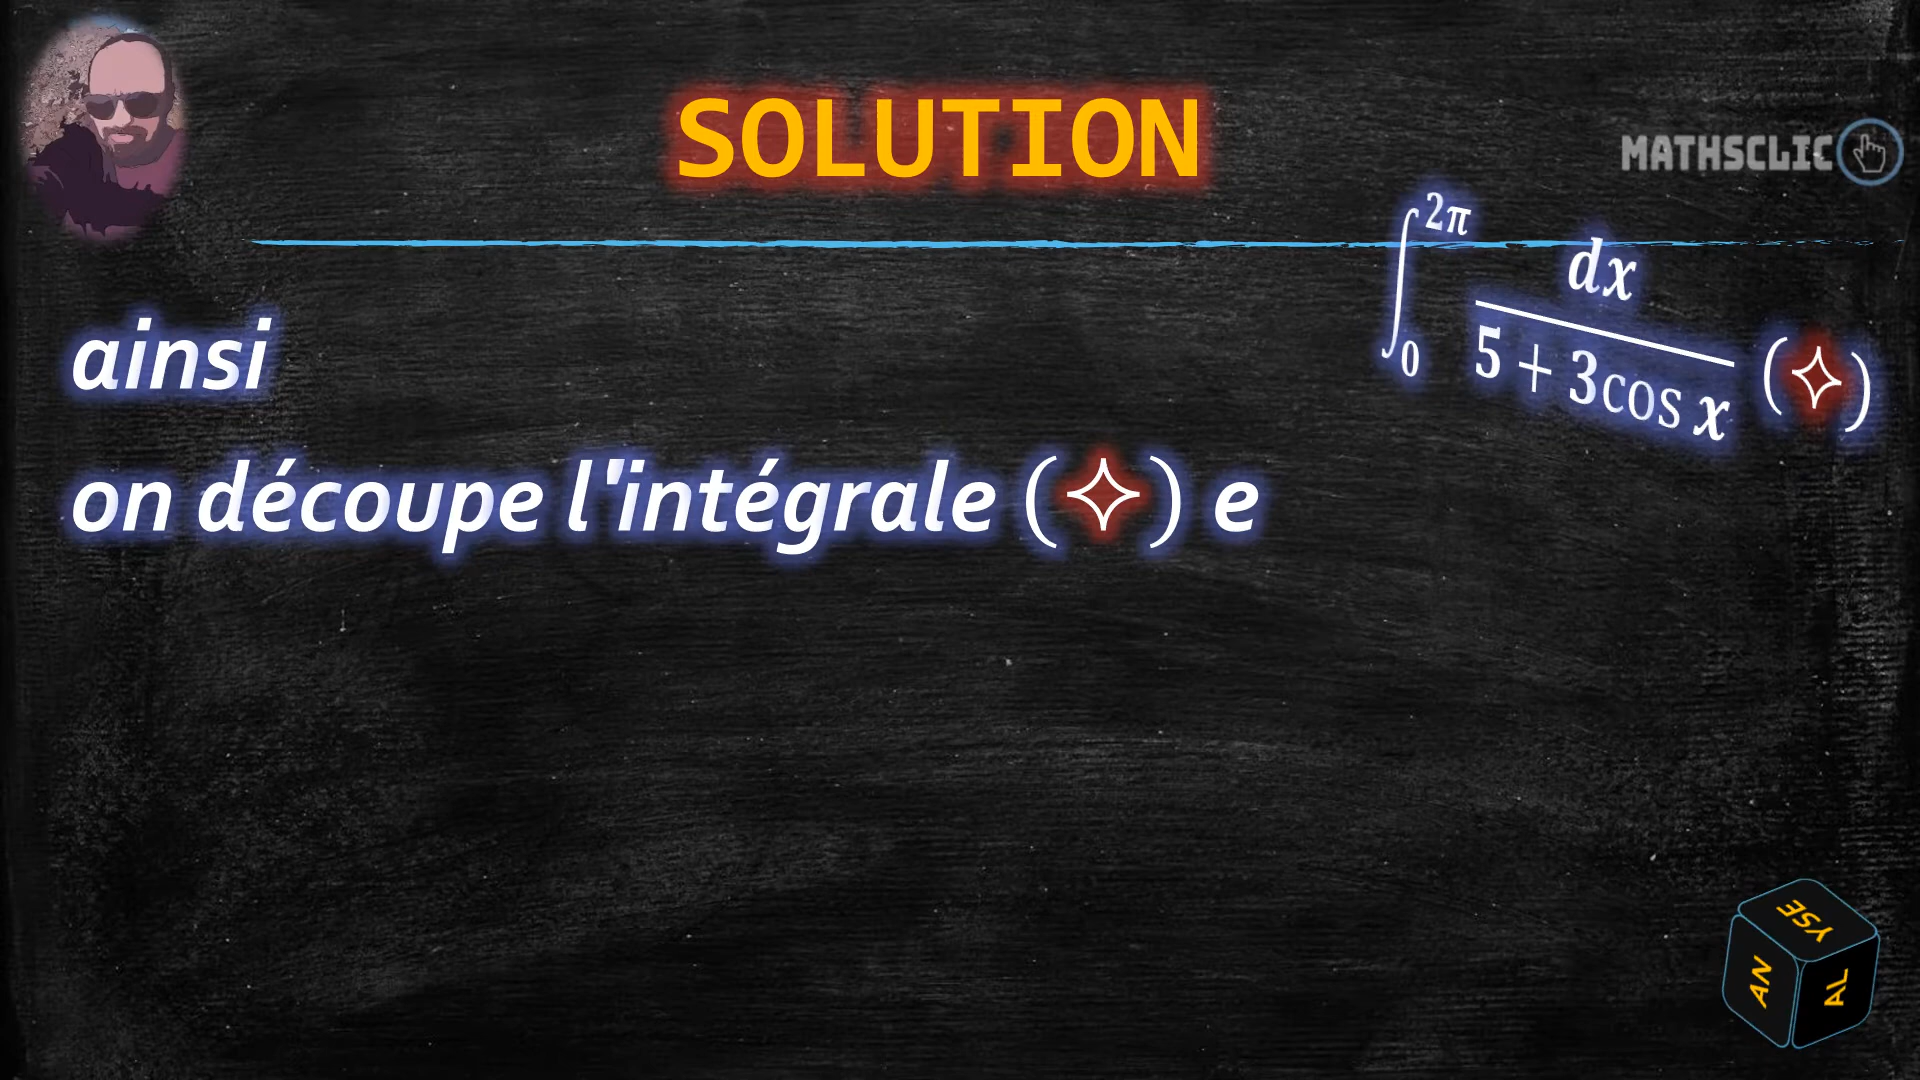 SOLUTION
MATHSCLIC
∫₀^{2π} dx / (5 + 3cos x) (✧)
ainsi
on découpe l'intégrale (✧) e
YSE
AN
AL